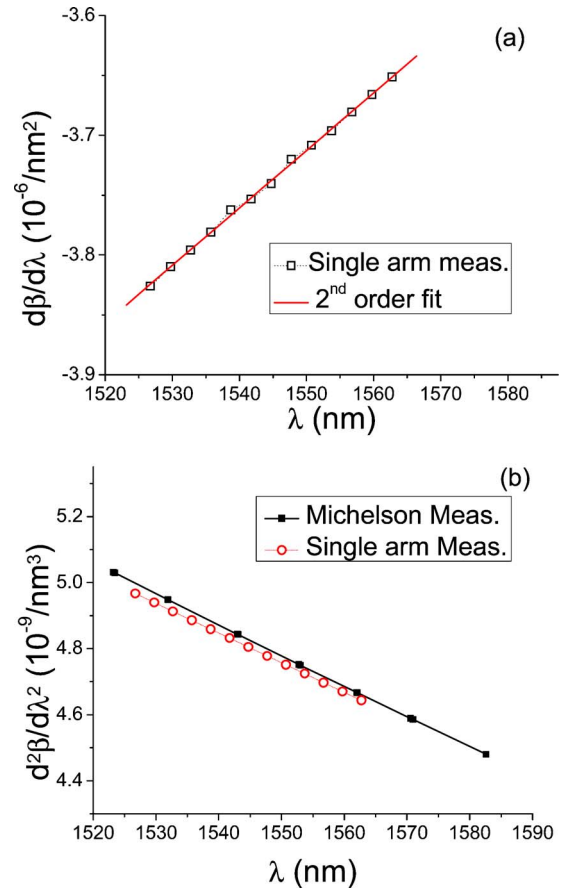 (a)
-3.6
-3.7
-3.8
-3.9
dβ/dλ (10⁻⁶/nm²)
Single arm meas.
2ⁿᵈ order fit
1520 1530 1540 1550 1560 1570 1580
λ (nm)
(b)
5.2
5.0
4.8
4.6
4.4
d²β/dλ² (10⁻⁹/nm³)
Michelson Meas.
Single arm Meas.
1520 1530 1540 1550 1560 1570 1580 1590
λ (nm)